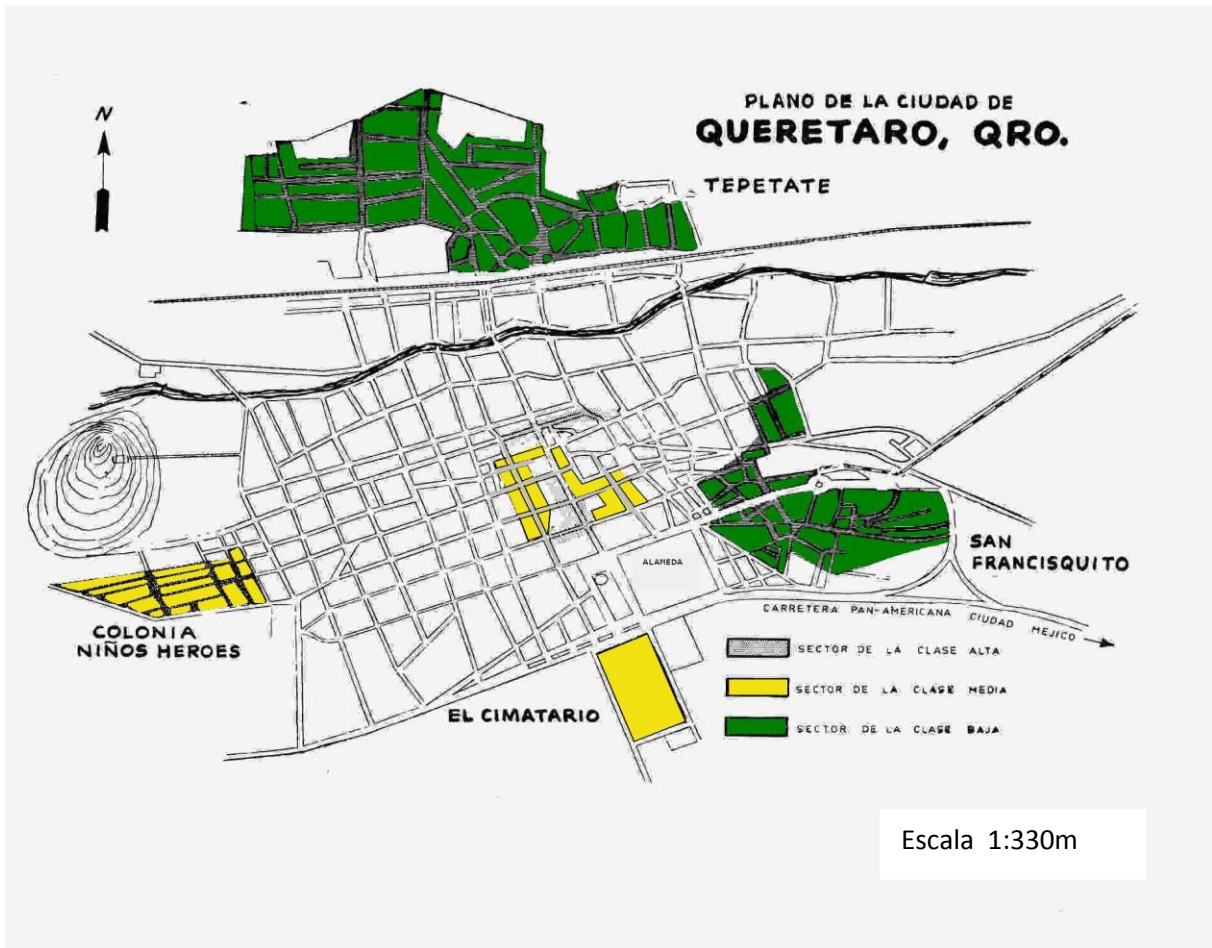 N
PLANO DE LA CIUDAD DE
QUERETARO, QRO.
TEPETATE
ALAMEDA
SAN
FRANCISQUITO
CARRETERA PAN-AMERICANA CIUDAD MEJICO
COLONIA
NIÑOS HEROES
SECTOR DE LA CLASE ALTA
SECTOR DE LA CLASE MEDIA
EL CIMATARIO
SECTOR DE LA CLASE BAJA
Escala 1:330m